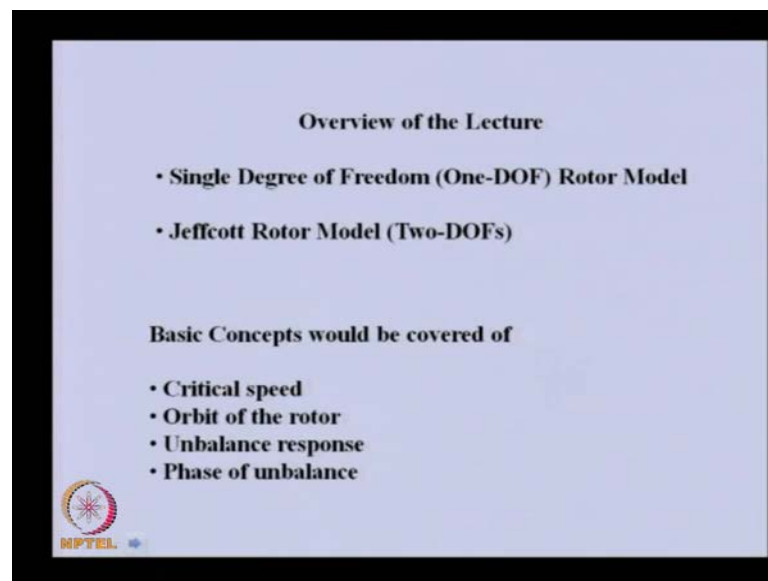 Overview of the Lecture
• Single Degree of Freedom (One-DOF) Rotor Model
• Jeffcott Rotor Model (Two-DOFs)
Basic Concepts would be covered of
• Critical speed
• Orbit of the rotor
• Unbalance response
• Phase of unbalance
NPTEL